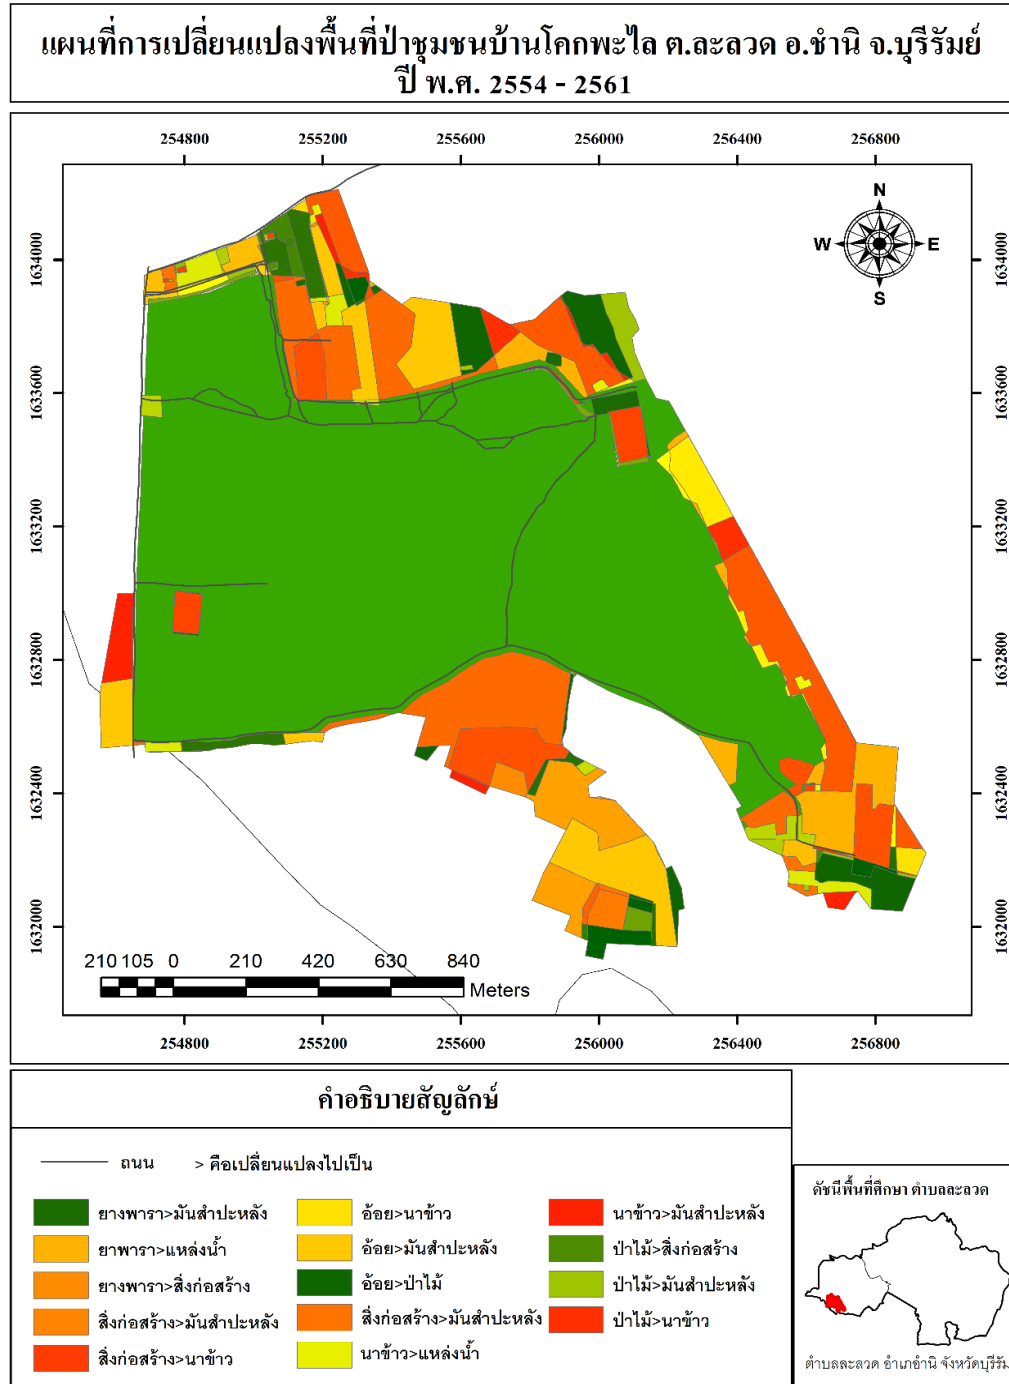 แผนที่การเปลี่ยนแปลงพื้นที่ป่าชุมชนบ้านโคกพะไล ต.ละลวด อ.ชำนิ จ.บุรีรัมย์
ปี พ.ศ. 2554 - 2561
254800 255200 255600 256000 256400 256800
N
W E
S
1634000 1634000
1633600 1633600
1633200 1633200
1632800 1632800
1632400 1632400
1632000 1632000
210 105 0 210 420 630 840
Meters
254800 255200 255600 256000 256400 256800
คำอธิบายสัญลักษ์
ถนน > คือเปลี่ยนแปลงไปเป็น
ยางพารา>มันสำปะหลัง อ้อย>นาข้าว นาข้าว>มันสำปะหลัง
ยาพารา>แหล่งน้ำ อ้อย>มันสำปะหลัง ป่าไม้>สิ่งก่อสร้าง
ยางพารา>สิ่งก่อสร้าง อ้อย>ป่าไม้ ป่าไม้>มันสำปะหลัง
สิ่งก่อสร้าง>มันสำปะหลัง สิ่งก่อสร้าง>มันสำปะหลัง ป่าไม้>นาข้าว
สิ่งก่อสร้าง>นาข้าว นาข้าว>แหล่งน้ำ
ดัชนีพื้นที่ศึกษา ตำบลละลวด
ตำบลละลวด อำเภอำนิ จังหวัดบุรีรัม